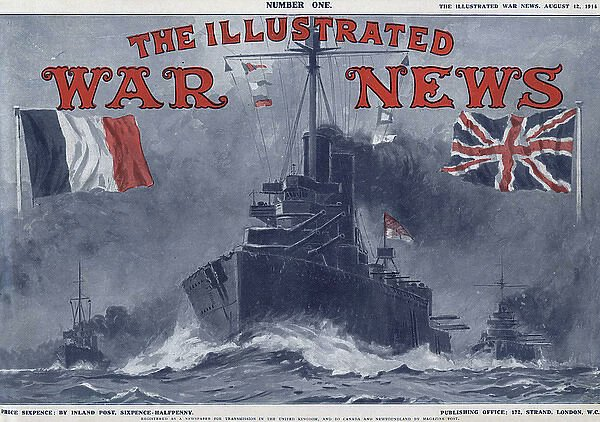 NUMBER ONE.
THE ILLUSTRATED WAR NEWS, AUGUST 12, 1914
THE ILLUSTRATED
WAR NEWS
PRICE SIXPENCE: BY INLAND POST, SIXPENCE-HALFPENNY.
PUBLISHING OFFICE: 172, STRAND, LONDON, W.C.
REGISTERED AS A NEWSPAPER FOR TRANSMISSION IN THE UNITED KINGDOM, AND TO CANADA AND NEWFOUNDLAND BY MAGAZINE POST.